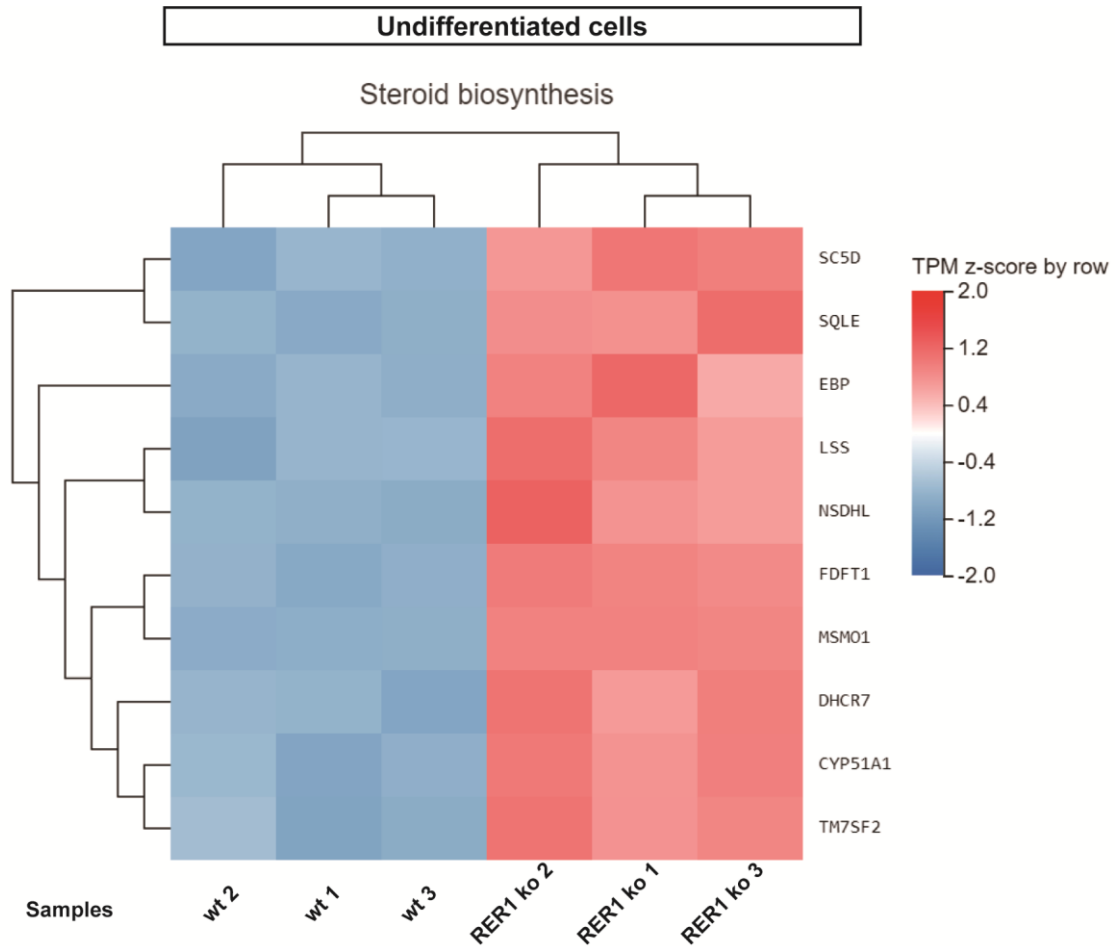 Undifferentiated cells
Steroid biosynthesis
SC5D
SQLE
EBP
LSS
NSDHL
FDFT1
MSMO1
DHCR7
CYP51A1
TM7SF2
TPM z-score by row
2.0
1.2
0.4
-0.4
-1.2
-2.0
Samples
wt 2
wt 1
wt 3
RER1 ko 2
RER1 ko 1
RER1 ko 3